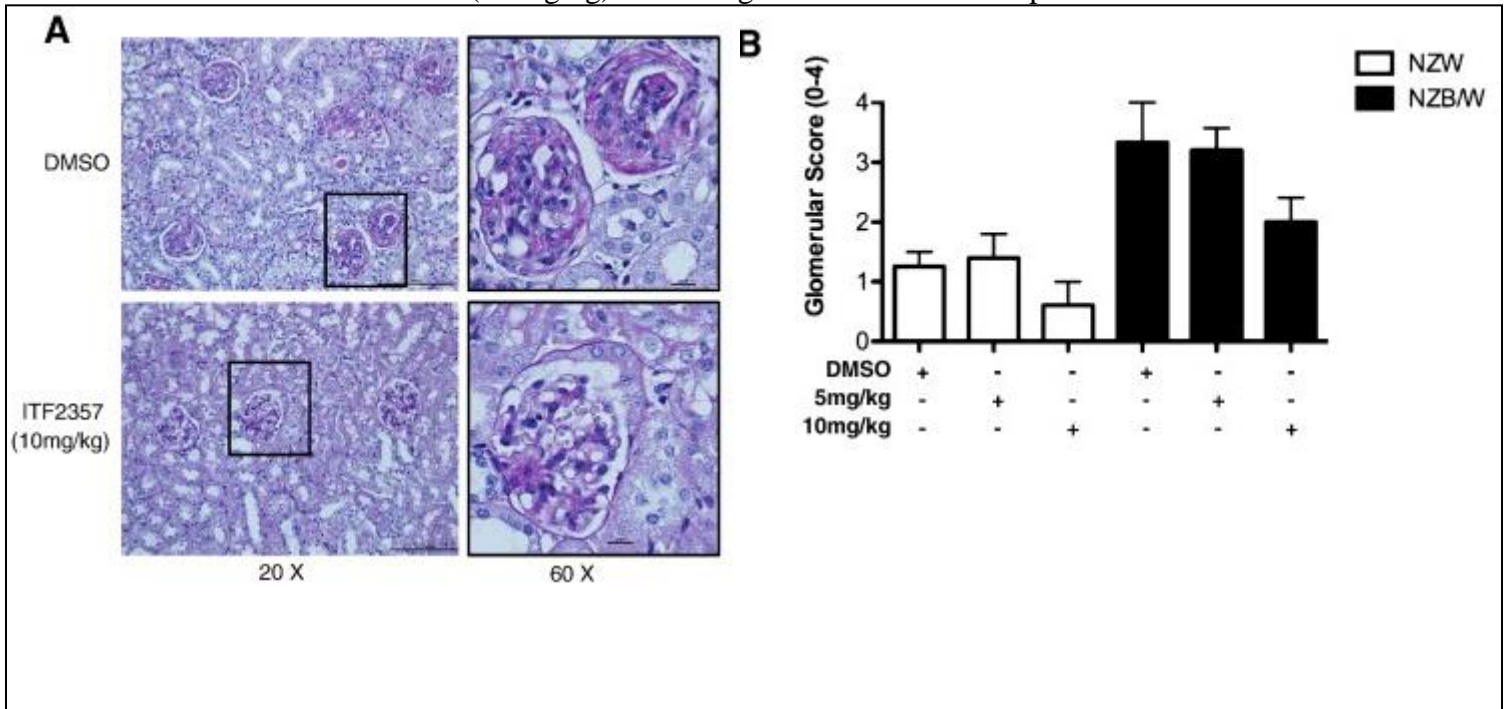 A
DMSO
ITF2357
(10mg/kg)
20 X
60 X
B
NZW
NZB/W
Glomerular Score (0-4)
4
3
2
1
0
DMSO + - - + - -
5mg/kg - + - - + -
10mg/kg - - + - - +